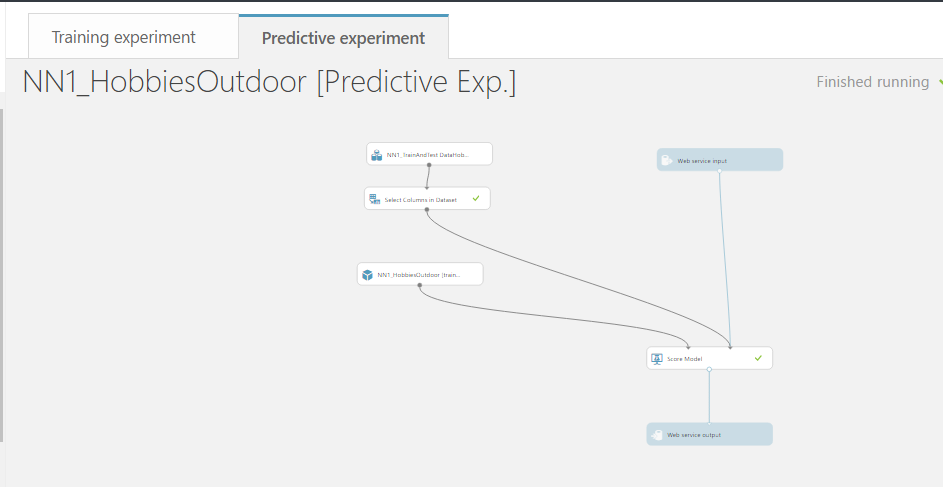 Training experiment
Predictive experiment
NN1_HobbiesOutdoor [Predictive Exp.]
Finished running
NN1_TrainAndTest DataHob...
Web service input
Select Columns in Dataset
NN1_HobbiesOutdoor [train...
Score Model
Web service output